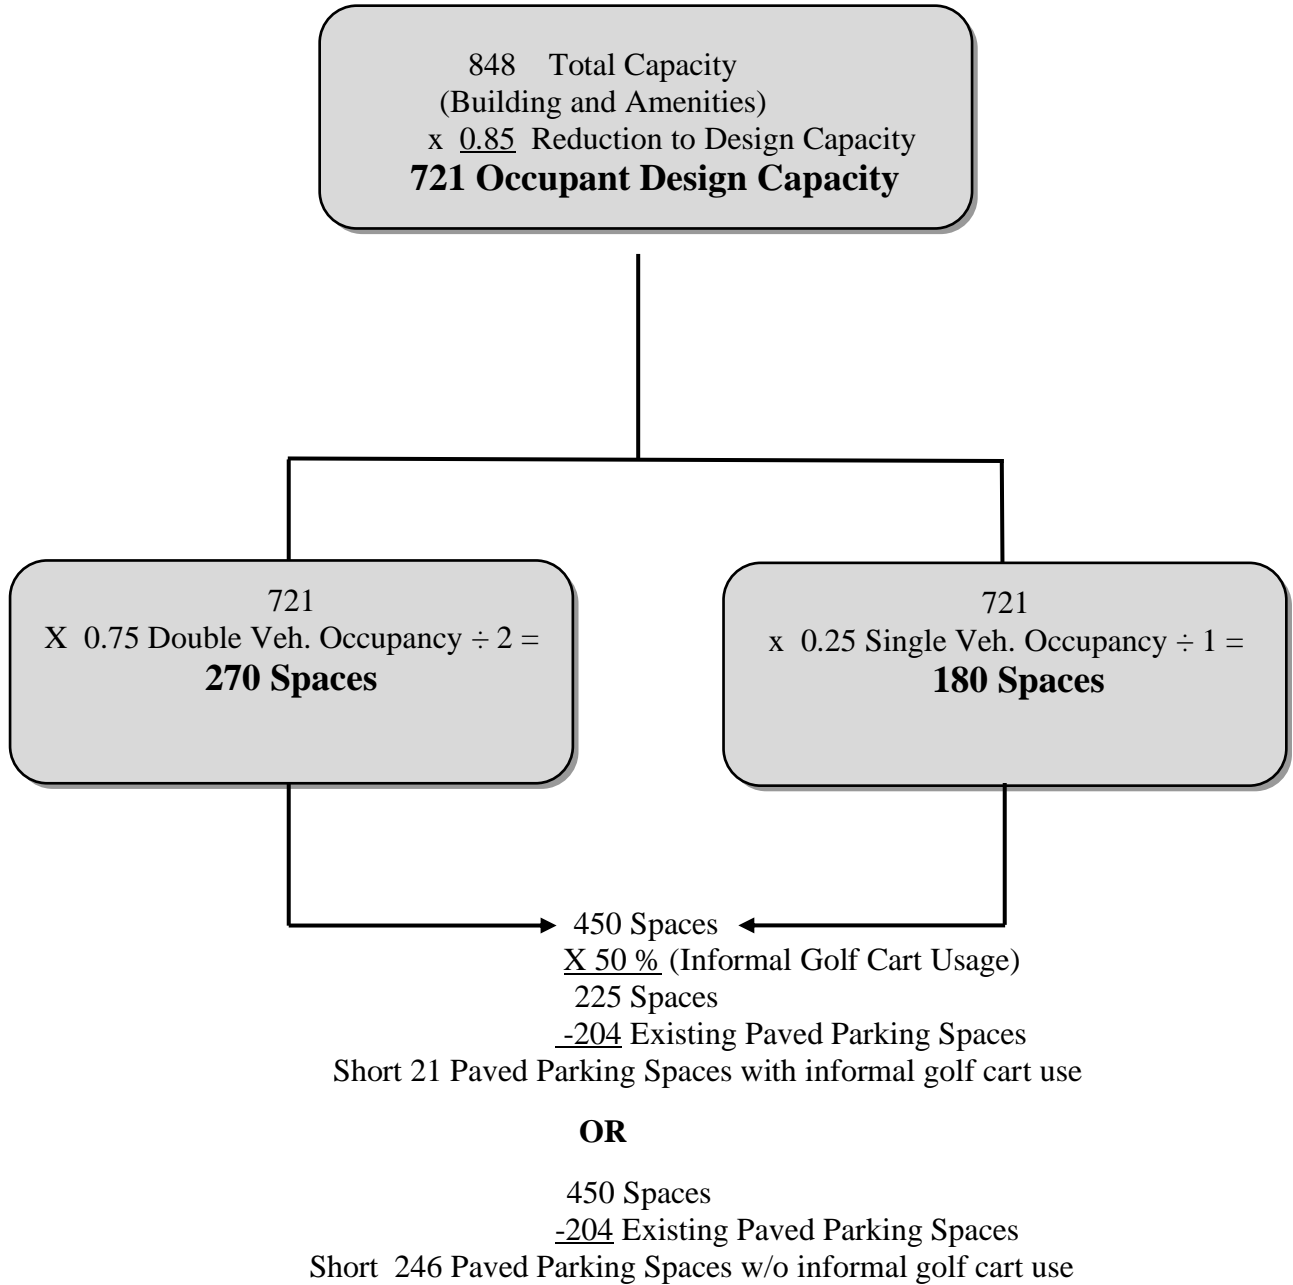 848 Total Capacity
(Building and Amenities)
x 0.85 Reduction to Design Capacity
721 Occupant Design Capacity
721
X 0.75 Double Veh. Occupancy ÷ 2 =
270 Spaces
721
x 0.25 Single Veh. Occupancy ÷ 1 =
180 Spaces
450 Spaces
X 50 % (Informal Golf Cart Usage)
225 Spaces
-204 Existing Paved Parking Spaces
Short 21 Paved Parking Spaces with informal golf cart use
OR
450 Spaces
-204 Existing Paved Parking Spaces
Short 246 Paved Parking Spaces w/o informal golf cart use